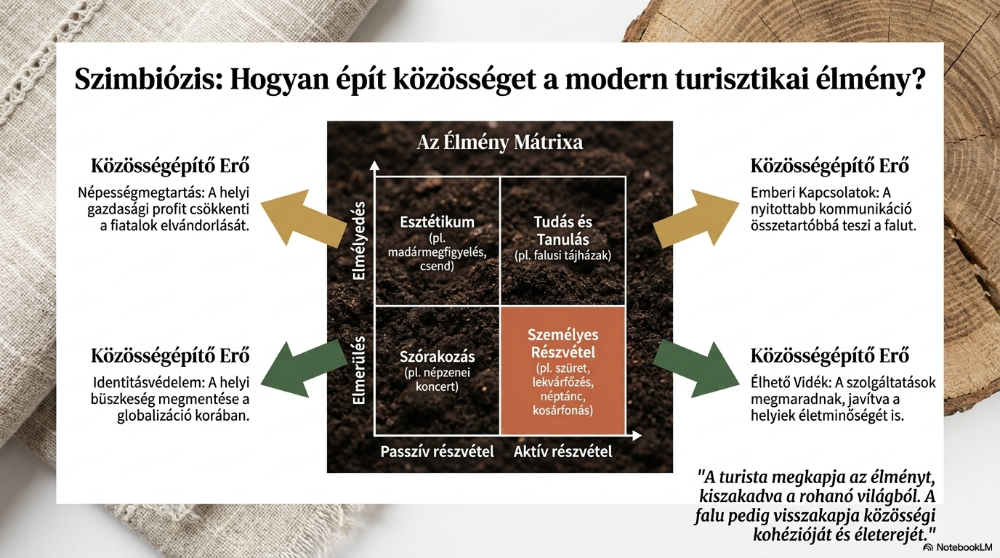 Szimbiózis: Hogyan épít közösséget a modern turisztikai élmény?
Közösségépítő Erő
Népességmegtartás: A helyi
gazdasági profit csökkenti
a fiatalok elvándorlását.
Közösségépítő Erő
Identitásvédelem: A helyi
büszkeség megmentése a
globalizáció korában.
Az Élmény Mátrixa
Elmélyedés
Elmerülés
Esztétikum
(pl.
madármegfigyelés,
csend)
Tudás és
Tanulás
(pl. falusi tájházak)
Szórakozás
(pl. népzenei
koncert)
Személyes
Részvétel
(pl. szüret,
lekvárfőzés,
néptánc,
kosárfonás)
Passzív részvétel
Aktív részvétel
Közösségépítő Erő
Emberi Kapcsolatok: A
nyitottabb kommunikáció
összetartóbbá teszi a falut.
Közösségépítő Erő
Élhető Vidék: A szolgáltatások
megmaradnak, javítva a
helyiek életminőségét is.
"A turista megkapja az élményt,
kiszakadva a rohanó világból. A
falu pedig visszakapja közösségi
kohézióját és életerejét."
NotebookLM